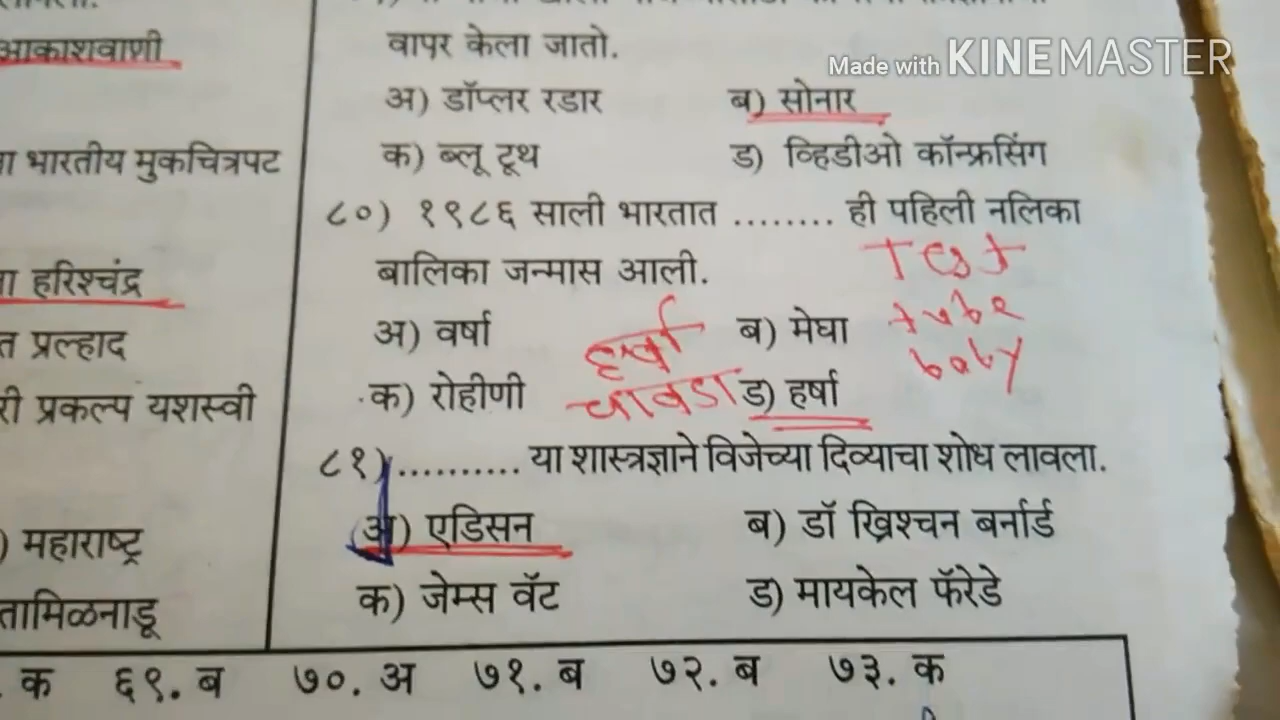 आकाशवाणी
ा भारतीय मुकचित्रपट
ा हरिश्चंद्र
त प्रल्हाद
री प्रकल्प यशस्वी
) महाराष्ट्र
तामिळनाडू
वापर केला जातो.
अ) डॉप्लर रडार ब) सोनार
क) ब्लू टूथ ड) व्हिडीओ कॉन्फ्रसिंग
८०) १९८६ साली भारतात ........ ही पहिली नलिका
बालिका जन्मास आली.
Test
tube
baby
अ) वर्षा ब) मेघा
हर्षा
चावडा
क) रोहीणी ड) हर्षा
८१) .......... या शास्त्रज्ञाने विजेच्या दिव्याचा शोध लावला.
अ) एडिसन ब) डॉ ख्रिश्चन बर्नार्ड
क) जेम्स वॅट ड) मायकेल फॅरेडे
. क ६९. ब ७०. अ ७१. ब ७२. ब ७३. क
Made with KINEMASTER